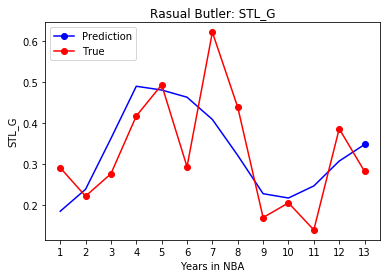 Rasual Butler: STL_G
Prediction
True
STL_G
0.6
0.5
0.4
0.3
0.2
1 2 3 4 5 6 7 8 9 10 11 12 13
Years in NBA